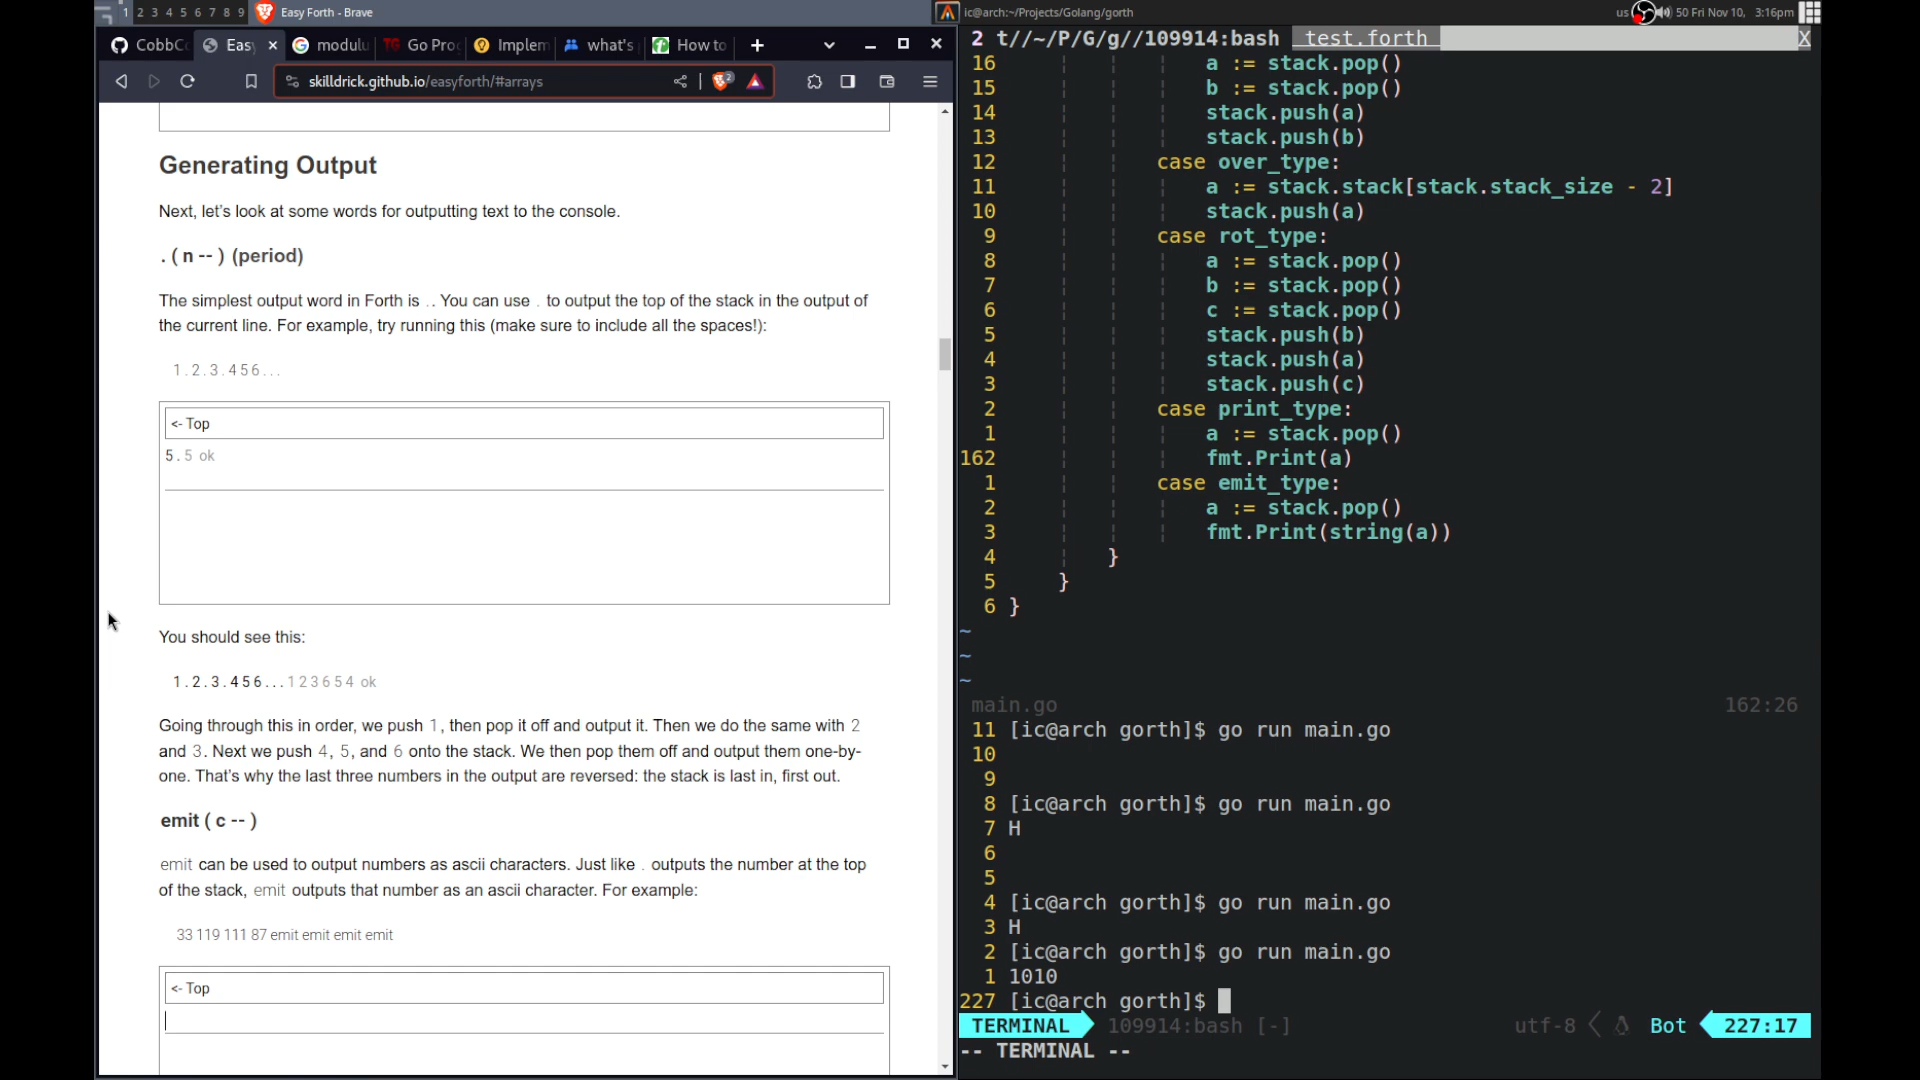 1 2 3 4 5 6 7 8 9 Easy Forth - Brave
ic@arch:~/Projects/Golang/gorth
us 50 Fri Nov 10, 3:16pm
CobbC Eas modulu Go Pro Implem what's How to
skilldrick.github.io/easyforth/#arrays
2
Generating Output
Next, let's look at some words for outputting text to the console.
. ( n -- ) (period)
The simplest output word in Forth is . . You can use . to output the top of the stack in the output of
the current line. For example, try running this (make sure to include all the spaces!):
1 . 2 . 3 . 4 5 6 . . .
<- Top
5 . 5 ok
You should see this:
1 . 2 . 3 . 4 5 6 . . . 1 2 3 6 5 4 ok
Going through this in order, we push 1, then pop it off and output it. Then we do the same with 2
and 3. Next we push 4, 5, and 6 onto the stack. We then pop them off and output them one-by-
one. That's why the last three numbers in the output are reversed: the stack is last in, first out.
emit ( c -- )
emit can be used to output numbers as ascii characters. Just like . outputs the number at the top
of the stack, emit outputs that number as an ascii character. For example:
33 119 111 87 emit emit emit emit
<- Top
2 t//~/P/G/g//109914:bash test.forth X
16 a := stack.pop()
15 b := stack.pop()
14 stack.push(a)
13 stack.push(b)
12 case over_type:
11 a := stack.stack[stack.stack_size - 2]
10 stack.push(a)
9 case rot_type:
8 a := stack.pop()
7 b := stack.pop()
6 c := stack.pop()
5 stack.push(b)
4 stack.push(a)
3 stack.push(c)
2 case print_type:
1 a := stack.pop()
162 fmt.Print(a)
1 case emit_type:
2 a := stack.pop()
3 fmt.Print(string(a))
4 }
5 }
6 }
~
~
~
main.go 162:26
11 [ic@arch gorth]$ go run main.go
10
9
8 [ic@arch gorth]$ go run main.go
7 H
6
5
4 [ic@arch gorth]$ go run main.go
3 H
2 [ic@arch gorth]$ go run main.go
1 1010
227 [ic@arch gorth]$
TERMINAL 109914:bash [-] utf-8 Bot 227:17
-- TERMINAL --